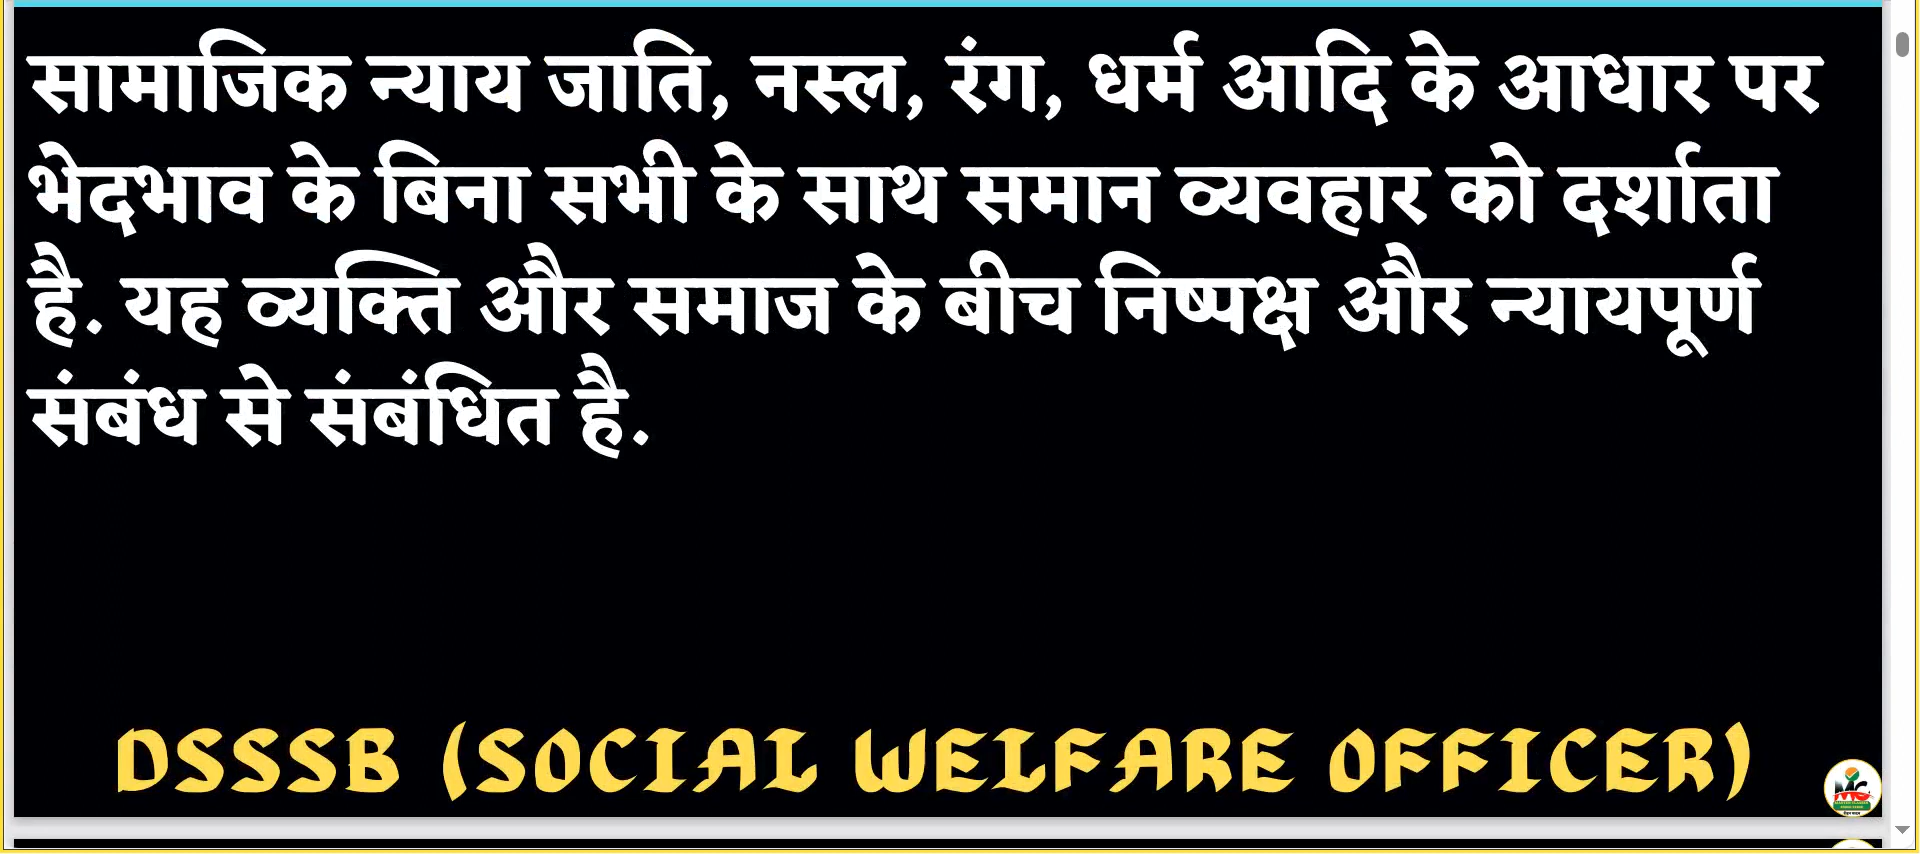 सामाजिक न्याय जाति, नस्ल, रंग, धर्म आदि के आधार पर
भेदभाव के बिना सभी के साथ समान व्यवहार को दर्शाता
है. यह व्यक्ति और समाज के बीच निष्पक्ष और न्यायपूर्ण
संबंध से संबंधित है.
DSSSB (SOCIAL WELFARE OFFICER)